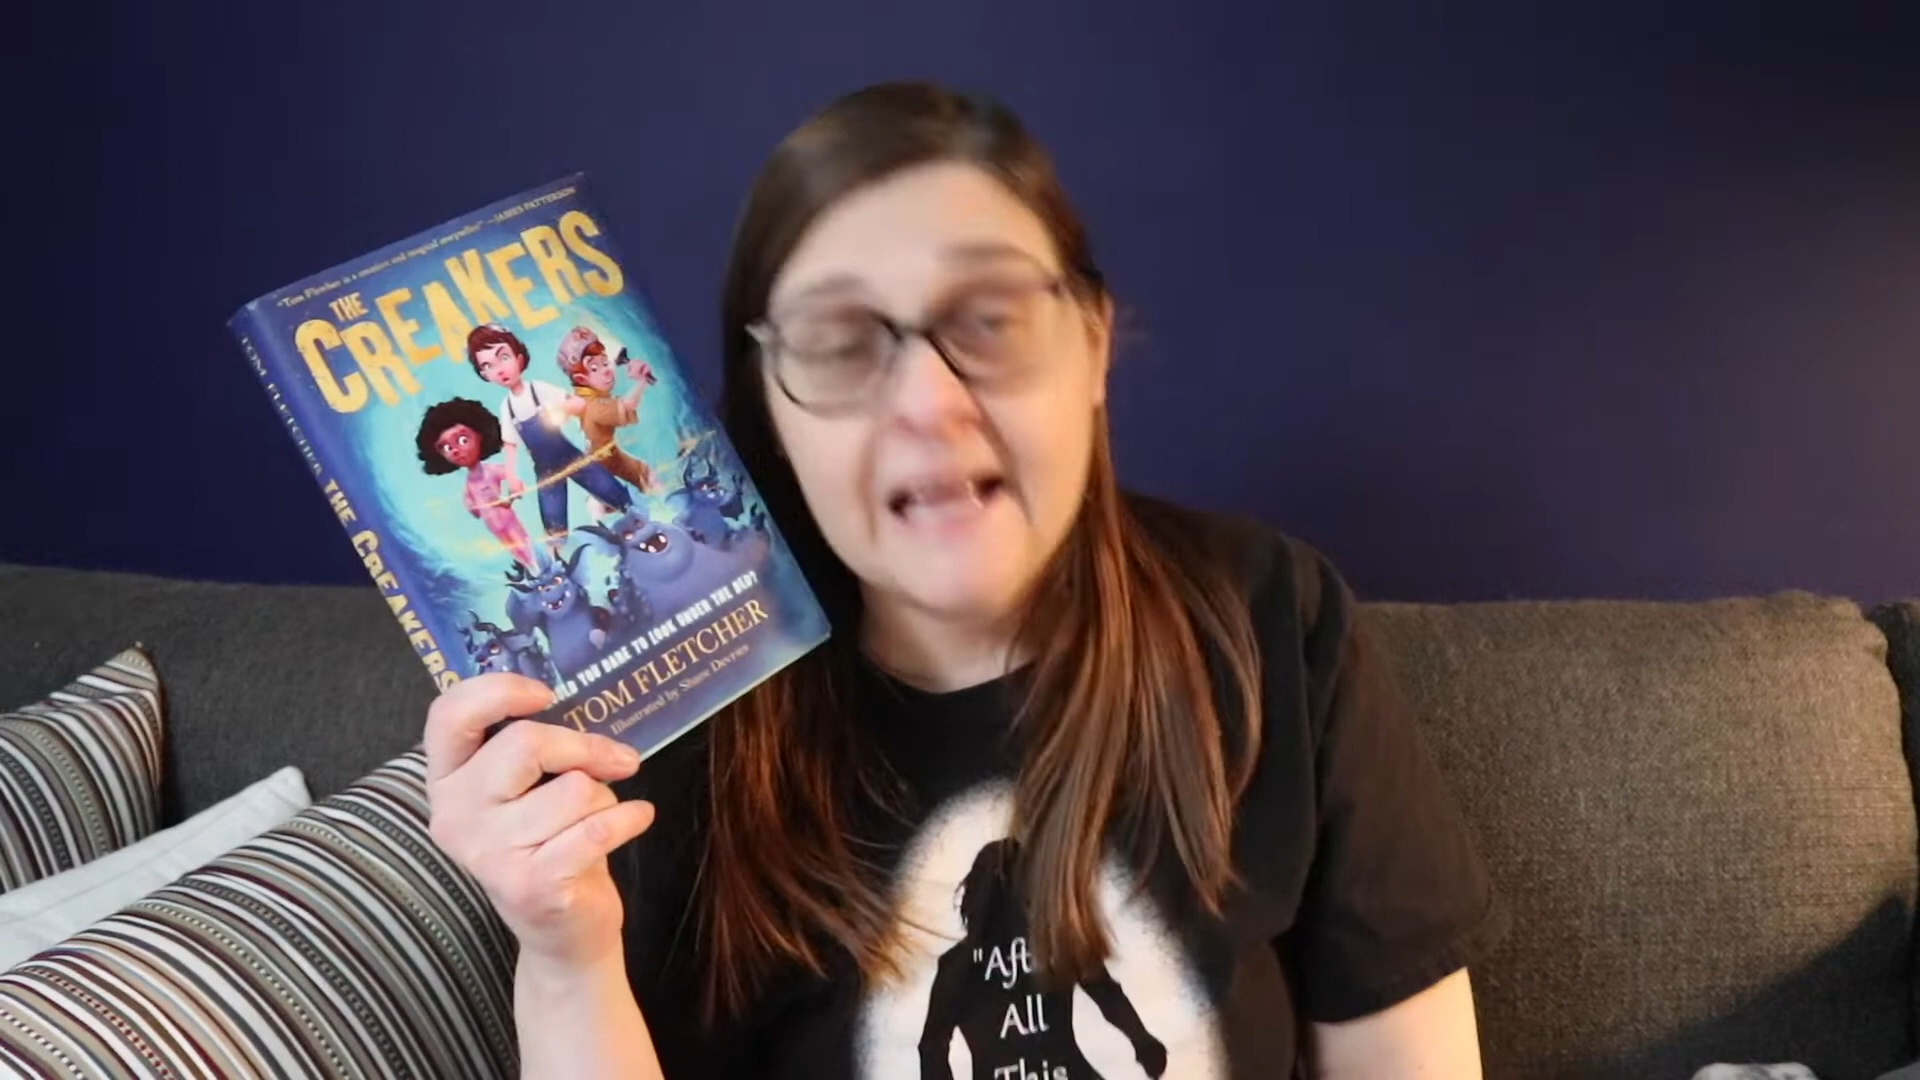 "Tom Fletcher is a creative and magical storyteller" —JAMES PATTERSON
THE
CREAKERS
TOM FLETCHER THE CREAKERS
WOULD YOU DARE TO LOOK UNDER THE BED?
TOM FLETCHER
Illustrated by Shane Devries
"Aft
All
This